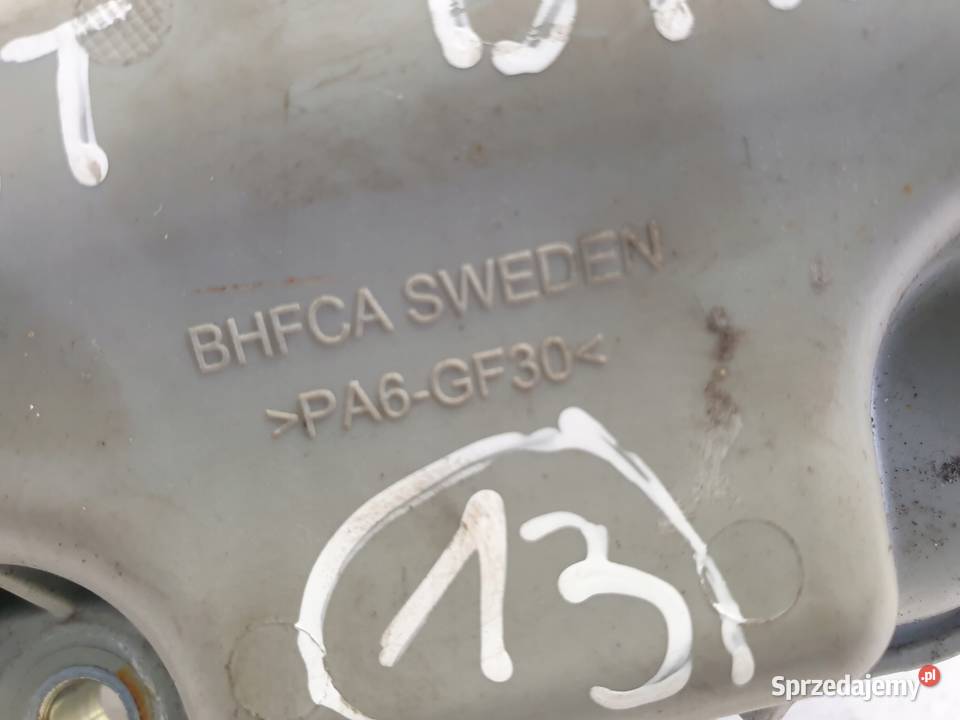 BHFCA SWEDEN
>PA6-GF30<
13
Sprzedajemy.pl